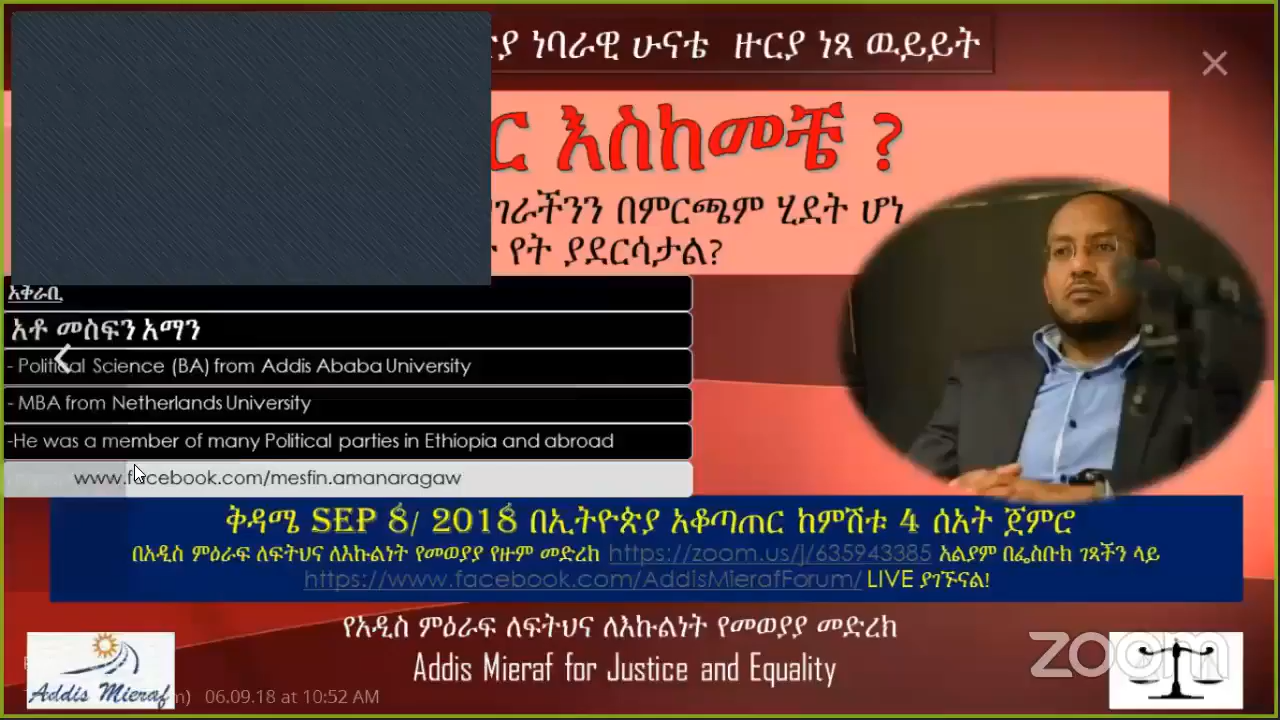 ነባራዊ ሁናቴ ዙርያ ነጻ ዉይይት
እስከመቼ ?
በምርጫም ሂደት ሆነ
የት ያደርሳታል?
አቅራቢ
አቶ መስፍን አማን
- Political Science (BA) from Addis Ababa University
- MBA from Netherlands University
-He was a member of many Political parties in Ethiopia and abroad
www.facebook.com/mesfin.amanaragaw
ቅዳሜ SEP 8/ 2018 በኢትዮጵያ አቆጣጠር ከምሽቱ 4 ሰአት ጀምሮ
በአዲስ ምዕራፍ ለፍትህና ለእኩልነት የመወያያ የዙም መድረክ https://zoom.us/j/635943385 አልያም በፌስቡክ ገጻችን ላይ
https://www.facebook.com/AddisMierafForum/ LIVE ያገኙናል!
የአዲስ ምዕራፍ ለፍትህና ለእኩልነት የመወያያ መድረክ
Addis Mieraf for Justice and Equality
zoom
Addis Mieraf
06.09.18 at 10:52 AM